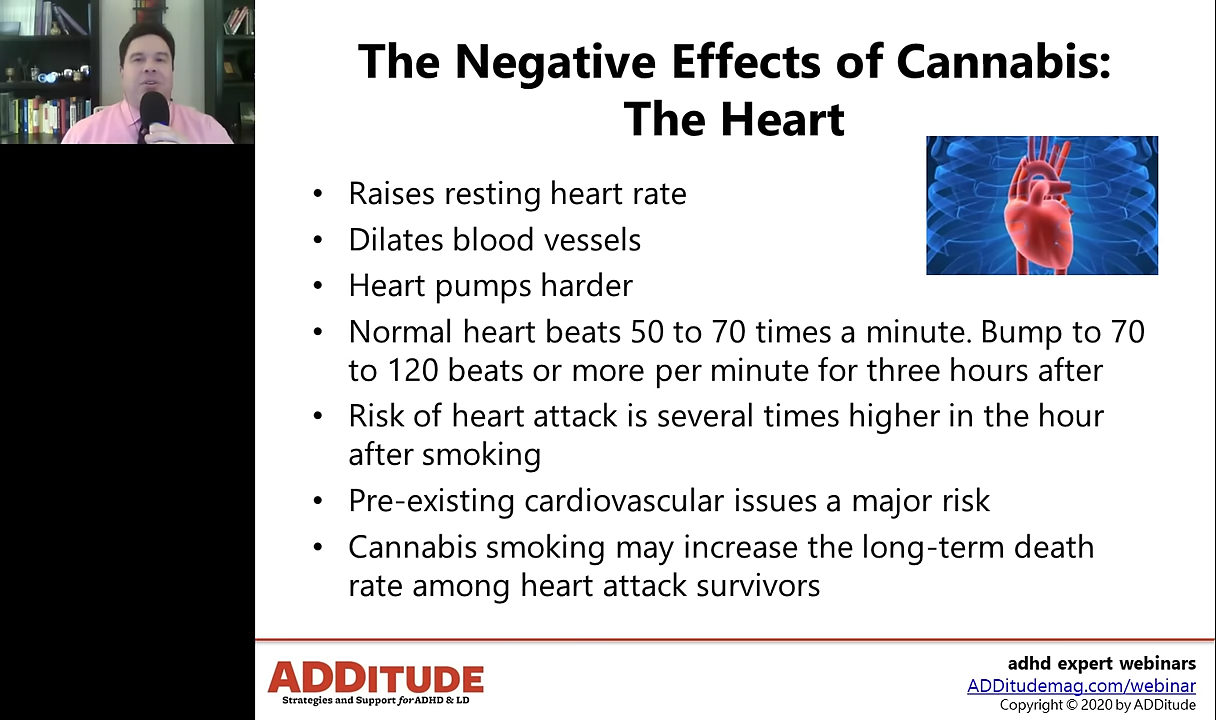 The Negative Effects of Cannabis:
The Heart
• Raises resting heart rate
• Dilates blood vessels
• Heart pumps harder
• Normal heart beats 50 to 70 times a minute. Bump to 70
to 120 beats or more per minute for three hours after
• Risk of heart attack is several times higher in the hour
after smoking
• Pre-existing cardiovascular issues a major risk
• Cannabis smoking may increase the long-term death
rate among heart attack survivors
ADDITUDE
Strategies and Support for ADHD & LD
adhd expert webinars
ADDitudemag.com/webinar
Copyright © 2020 by ADDitude